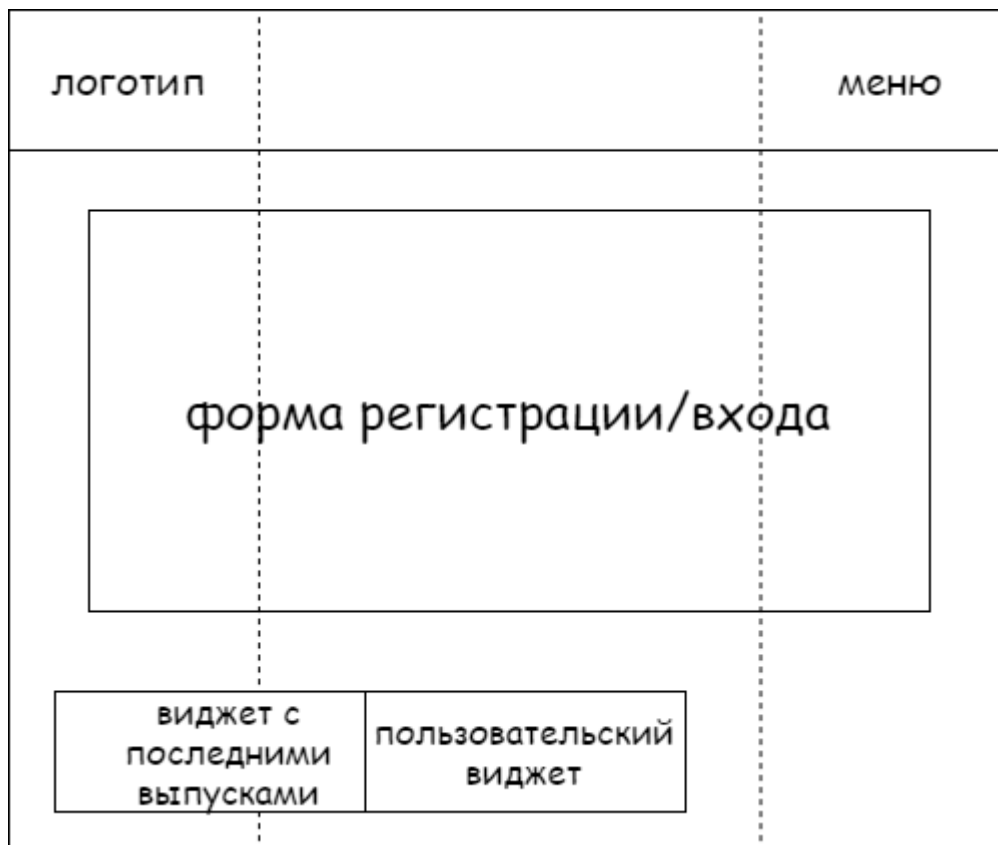 логотип
меню
форма регистрации/входа
виджет с
последними
выпусками
пользовательский
виджет